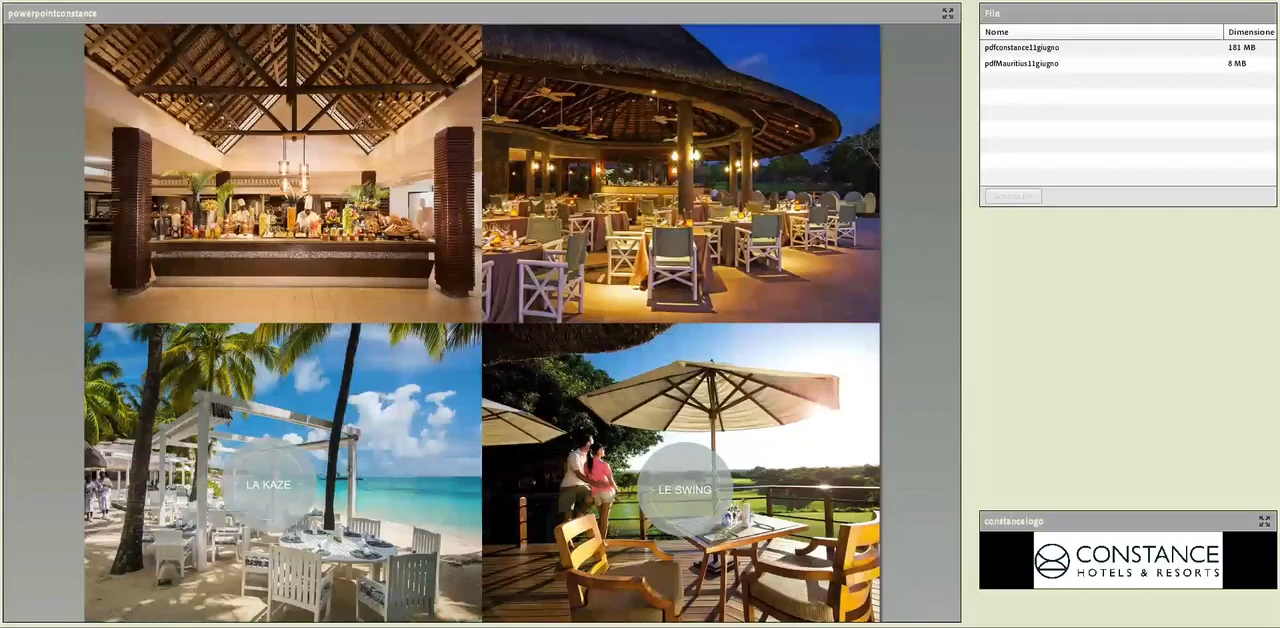 powerpointconstance
LA KAZE
LE SWING
File
Nome
Dimensione
pdfconstance11giugno
181 MB
pdfMauritius11giugno
8 MB
constancelogo
CONSTANCE
HOTELS & RESORTS